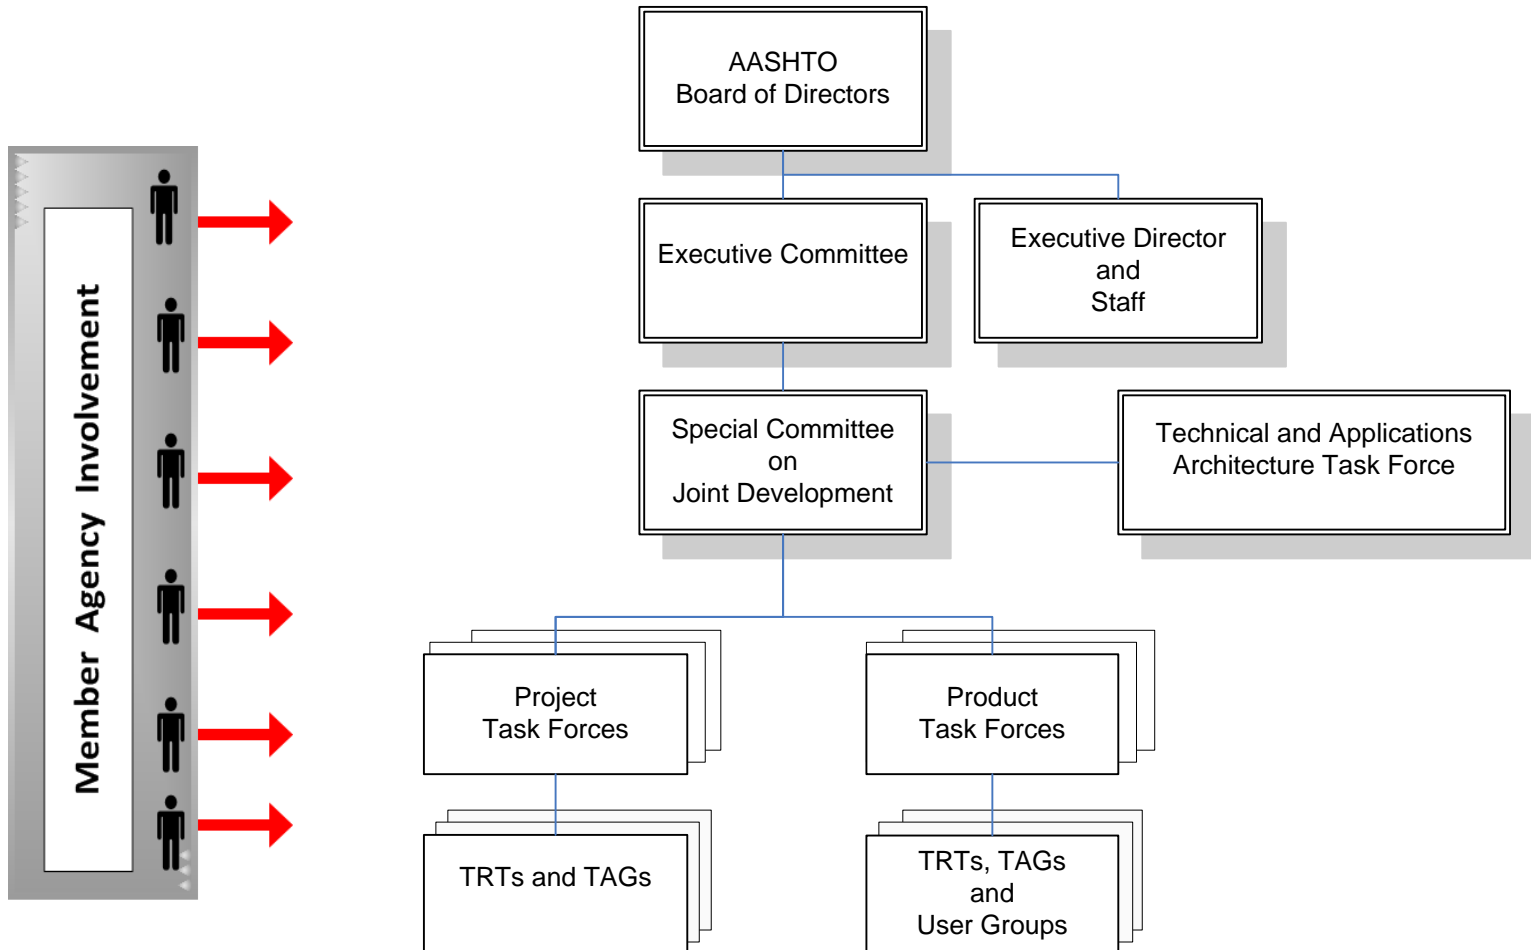 AASHTO
Board of Directors
Executive Committee
Executive Director
and
Staff
Member Agency Involvement
Special Committee
on
Joint Development
Technical and Applications
Architecture Task Force
Project
Task Forces
Product
Task Forces
TRTs and TAGs
TRTs, TAGs
and
User Groups